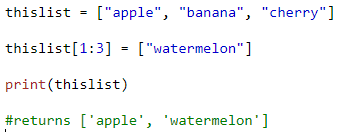 thislist = ["apple", "banana", "cherry"]
thislist[1:3] = ["watermelon"]
print(thislist)
#returns ['apple', 'watermelon']